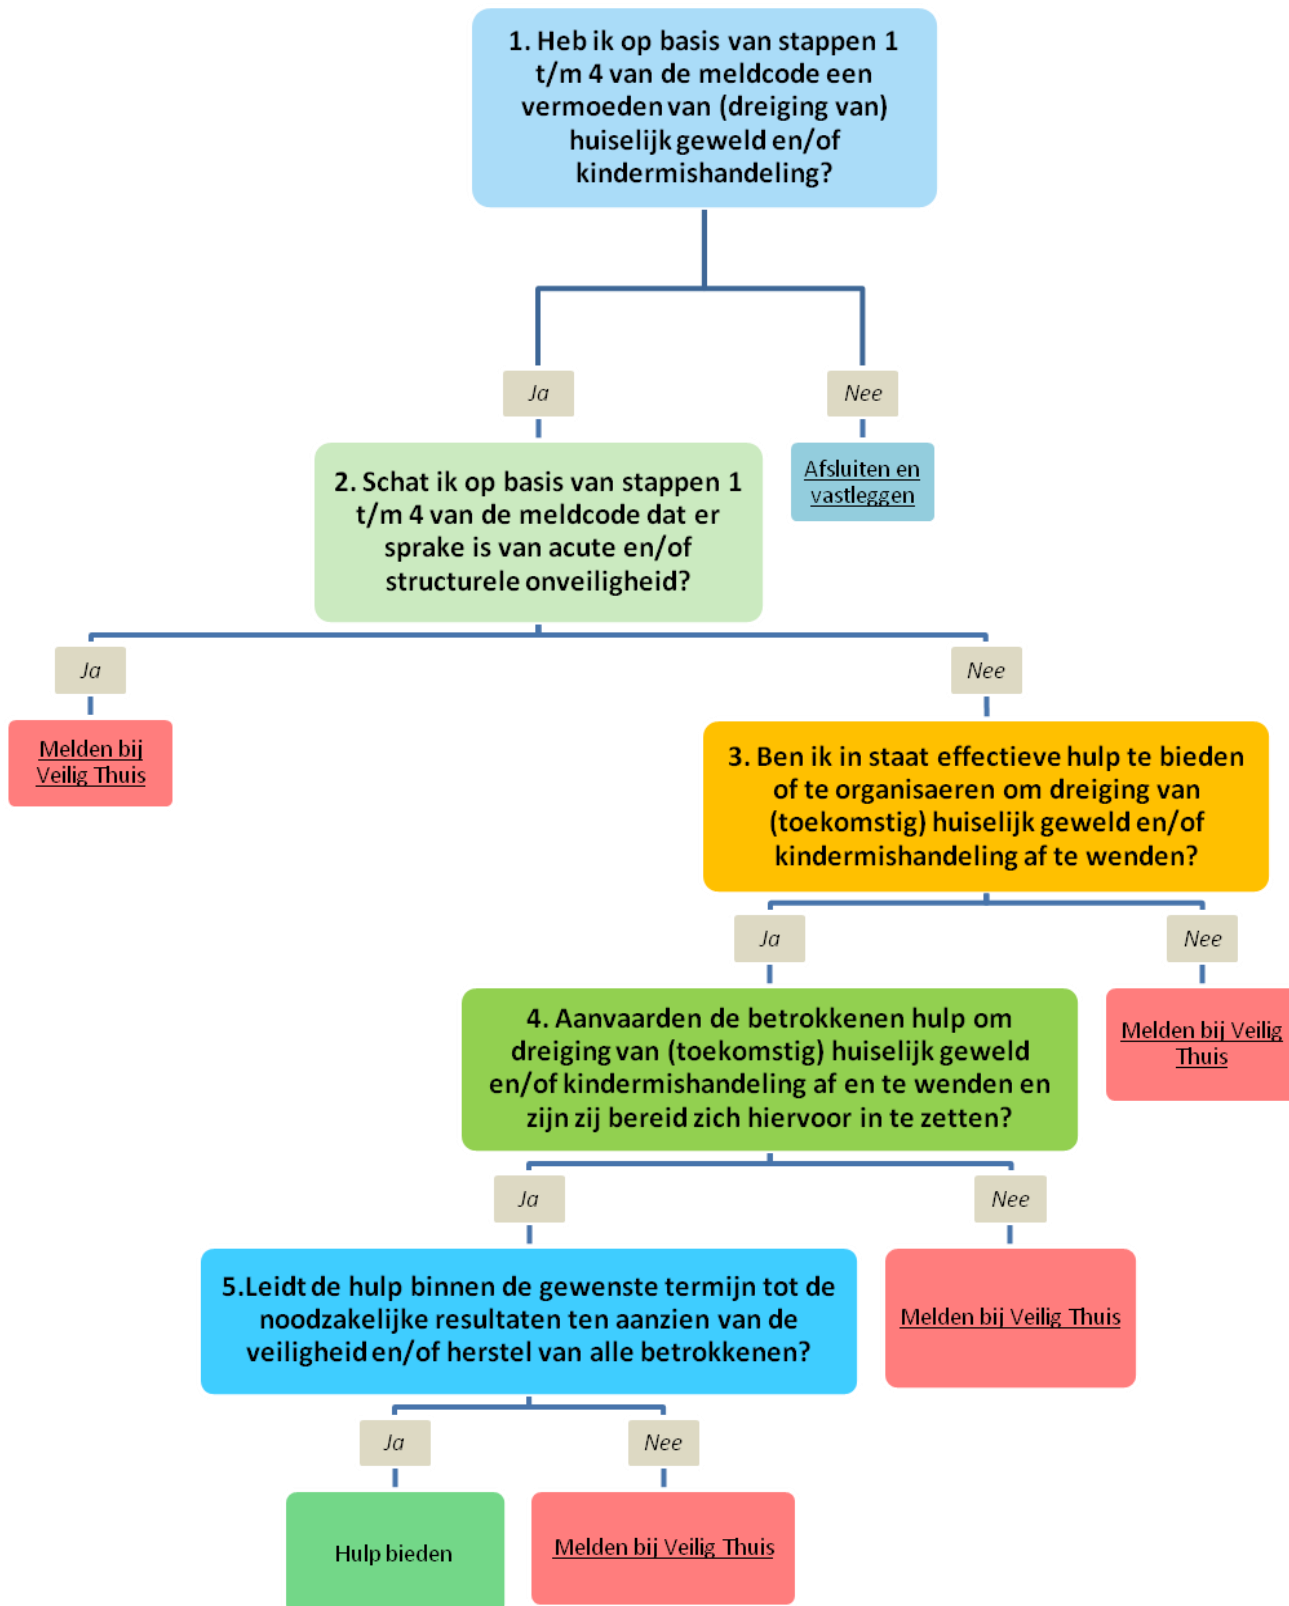 1. Heb ik op basis van stappen 1
t/m 4 van de meldcode een
vermoeden van (dreiging van)
huiselijk geweld en/of
kindermishandeling?
Ja
Nee
2. Schat ik op basis van stappen 1
t/m 4 van de meldcode dat er
sprake is van acute en/of
structurele onveiligheid?
Afsluiten en
vastleggen
Ja
Nee
Melden bij
Veilig Thuis
3. Ben ik in staat effectieve hulp te bieden
of te organisaeren om dreiging van
(toekomstig) huiselijk geweld en/of
kindermishandeling af te wenden?
Ja
Nee
4. Aanvaarden de betrokkenen hulp om
dreiging van (toekomstig) huiselijk geweld
en/of kindermishandeling af en te wenden en
zijn zij bereid zich hiervoor in te zetten?
Melden bij Veilig
Thuis
Ja
Nee
5.Leidt de hulp binnen de gewenste termijn tot de
noodzakelijke resultaten ten aanzien van de
veiligheid en/of herstel van alle betrokkenen?
Melden bij Veilig Thuis
Ja
Nee
Hulp bieden
Melden bij Veilig Thuis